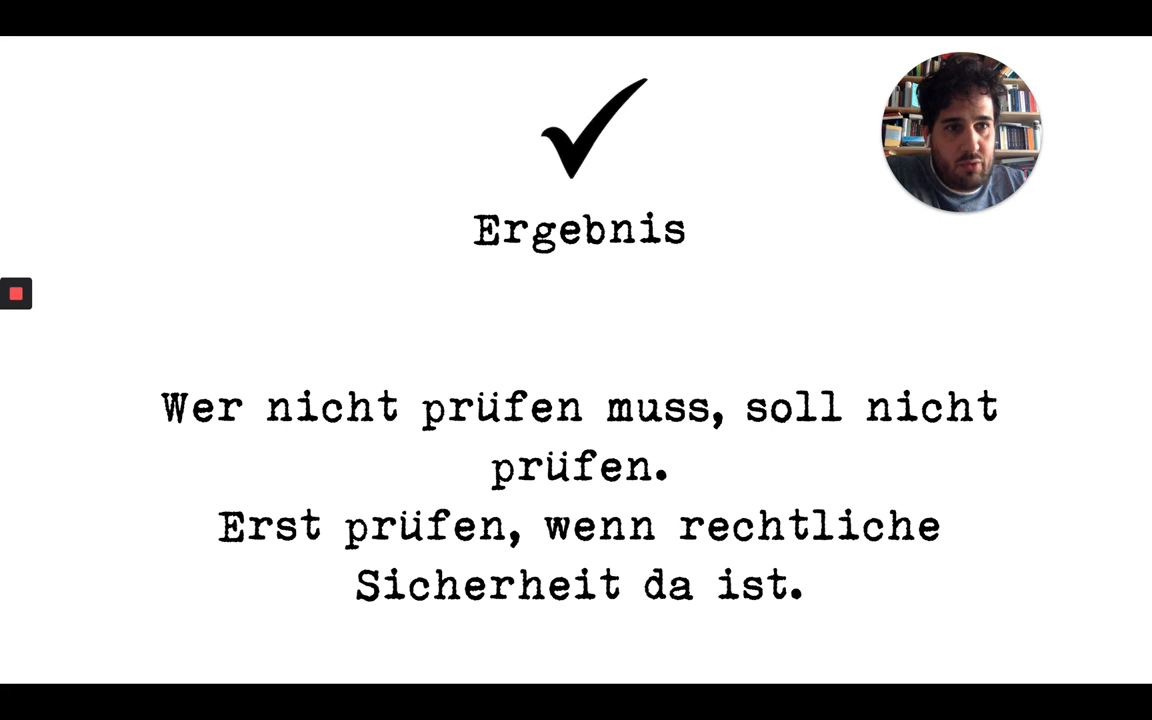 Ergebnis
Wer nicht prüfen muss, soll nicht
prüfen.
Erst prüfen, wenn rechtliche
Sicherheit da ist.